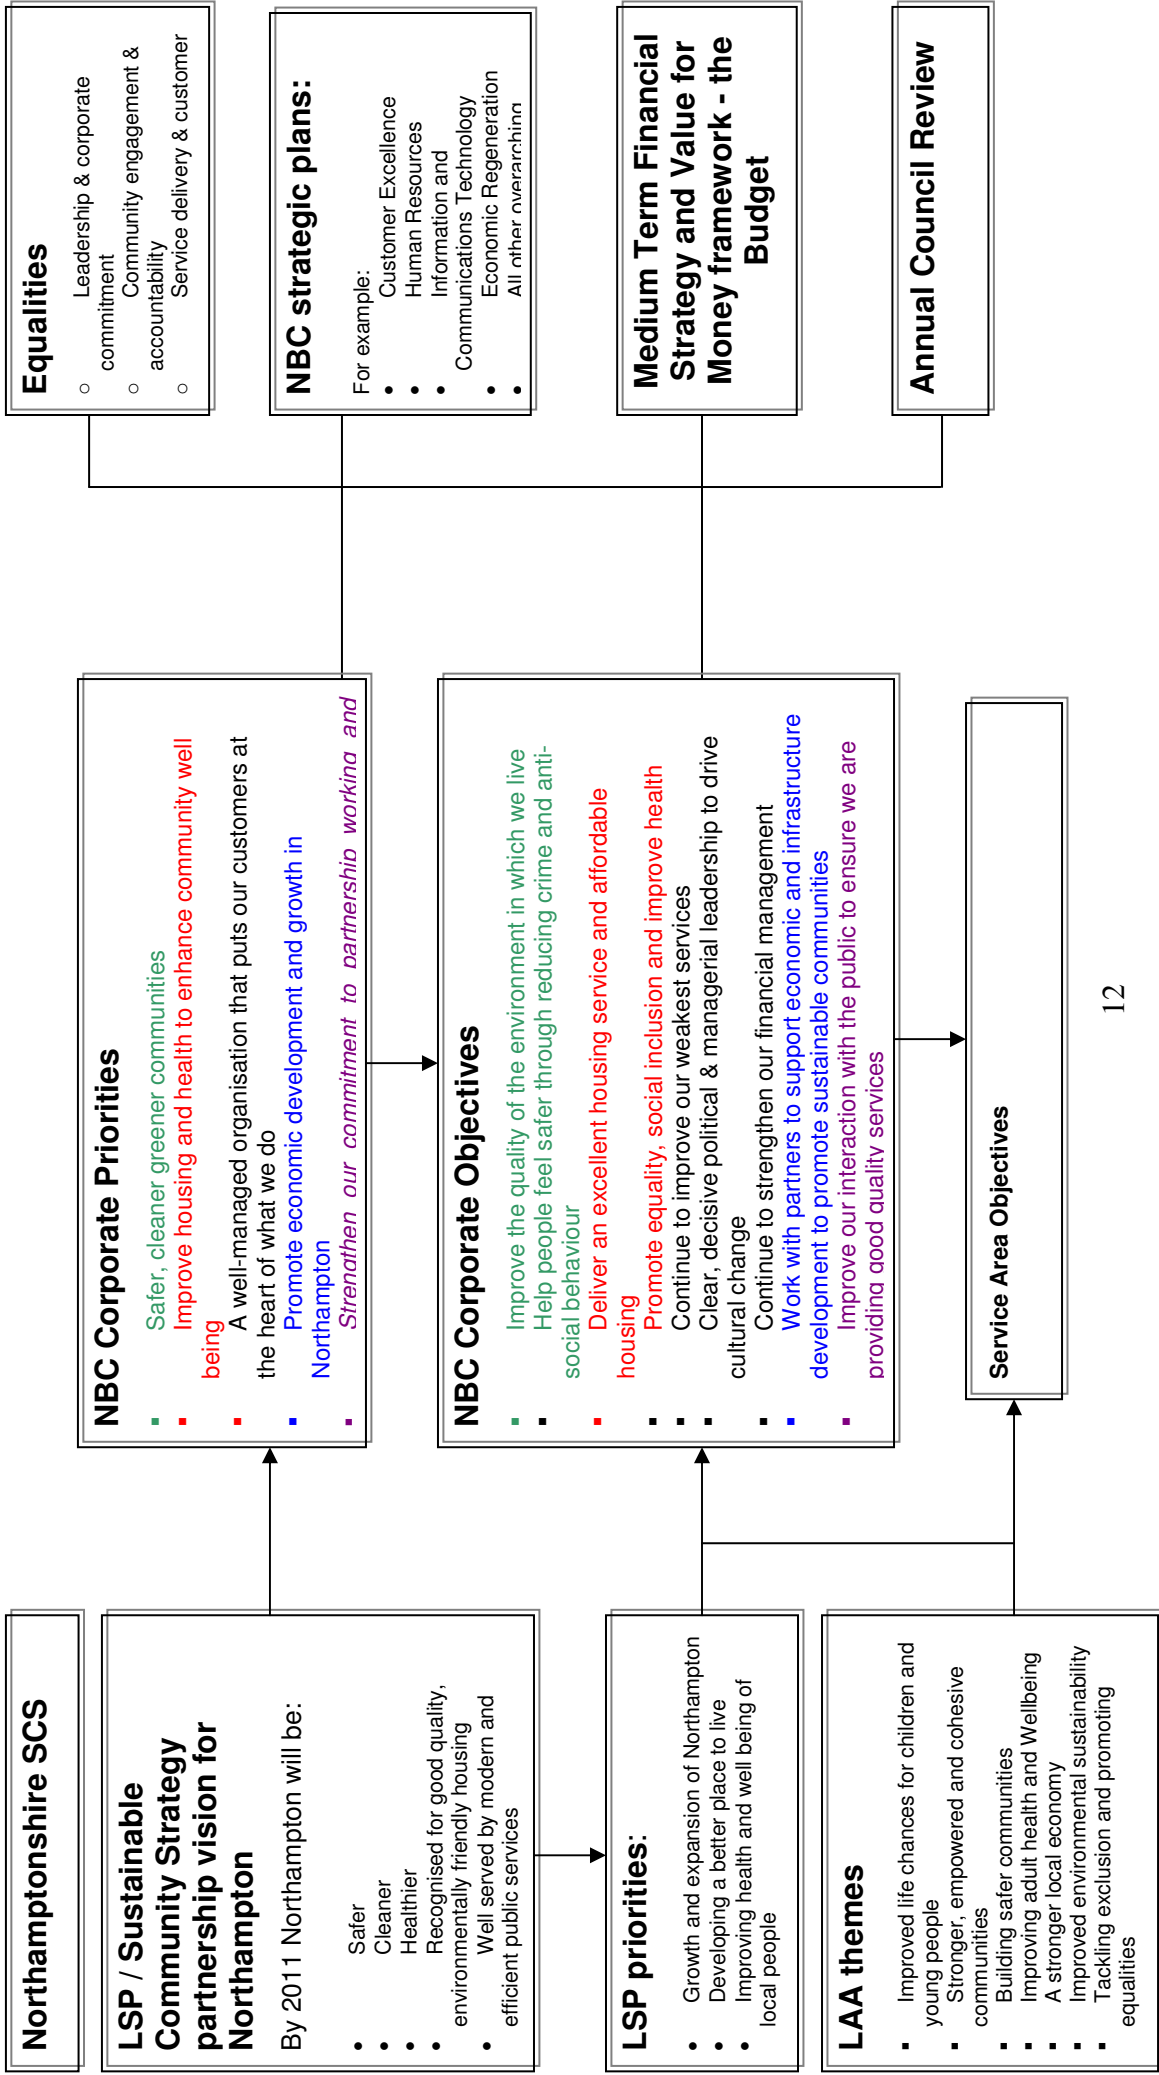 Northamptonshire SCS
LSP / Sustainable
Community Strategy
partnership vision for
Northampton
By 2011 Northampton will be:
• Safer
• Cleaner
• Healthier
• Recognised for good quality,
environmentally friendly housing
• Well served by modern and
efficient public services
LSP priorities:
• Growth and expansion of Northampton
• Developing a better place to live
• Improving health and well being of
local people
LAA themes
▪ Improved life chances for children and
young people
▪ Stronger, empowered and cohesive
communities
▪ Building safer communities
▪ Improving adult health and Wellbeing
▪ A stronger local economy
▪ Improved environmental sustainability
▪ Tackling exclusion and promoting
equalities
NBC Corporate Priorities
▪ Safer, cleaner greener communities
▪ Improve housing and health to enhance community well
being
▪ A well-managed organisation that puts our customers at
the heart of what we do
▪ Promote economic development and growth in
Northampton
▪ Strengthen our commitment to partnership working and
NBC Corporate Objectives
▪ Improve the quality of the environment in which we live
▪ Help people feel safer through reducing crime and anti-
social behaviour
▪ Deliver an excellent housing service and affordable
housing
▪ Promote equality, social inclusion and improve health
▪ Continue to improve our weakest services
▪ Clear, decisive political & managerial leadership to drive
cultural change
▪ Continue to strengthen our financial management
▪ Work with partners to support economic and infrastructure
development to promote sustainable communities
▪ Improve our interaction with the public to ensure we are
providing good quality services
Service Area Objectives
Equalities
○ Leadership & corporate
commitment
○ Community engagement &
accountability
○ Service delivery & customer
NBC strategic plans:
For example:
• Customer Excellence
• Human Resources
• Information and
Communications Technology
• Economic Regeneration
• All other overarching
Medium Term Financial
Strategy and Value for
Money framework - the
Budget
Annual Council Review
12